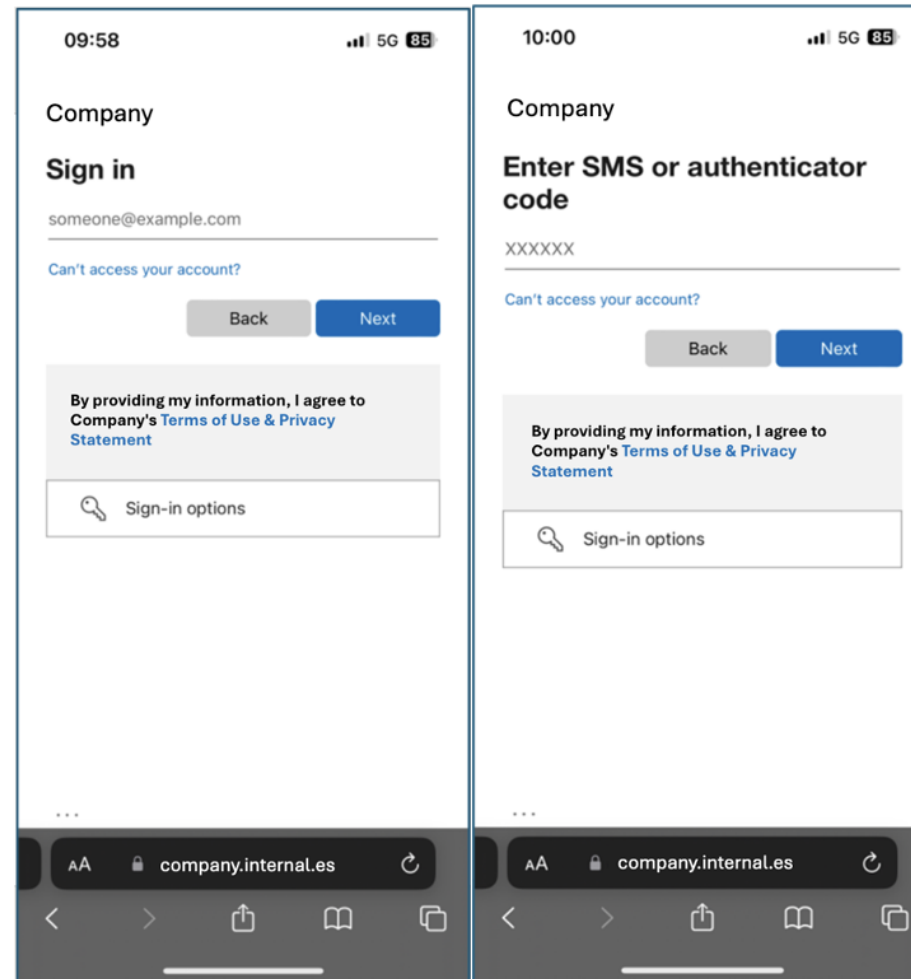 09:58
5G 85
Company
Sign in
someone@example.com
Can't access your account?
Back
Next
By providing my information, I agree to
Company's Terms of Use & Privacy
Statement
Sign-in options
...
AA company.internal.es
10:00
5G 85
Company
Enter SMS or authenticator
code
XXXXXX
Can't access your account?
Back
Next
By providing my information, I agree to
Company's Terms of Use & Privacy
Statement
Sign-in options
...
AA company.internal.es